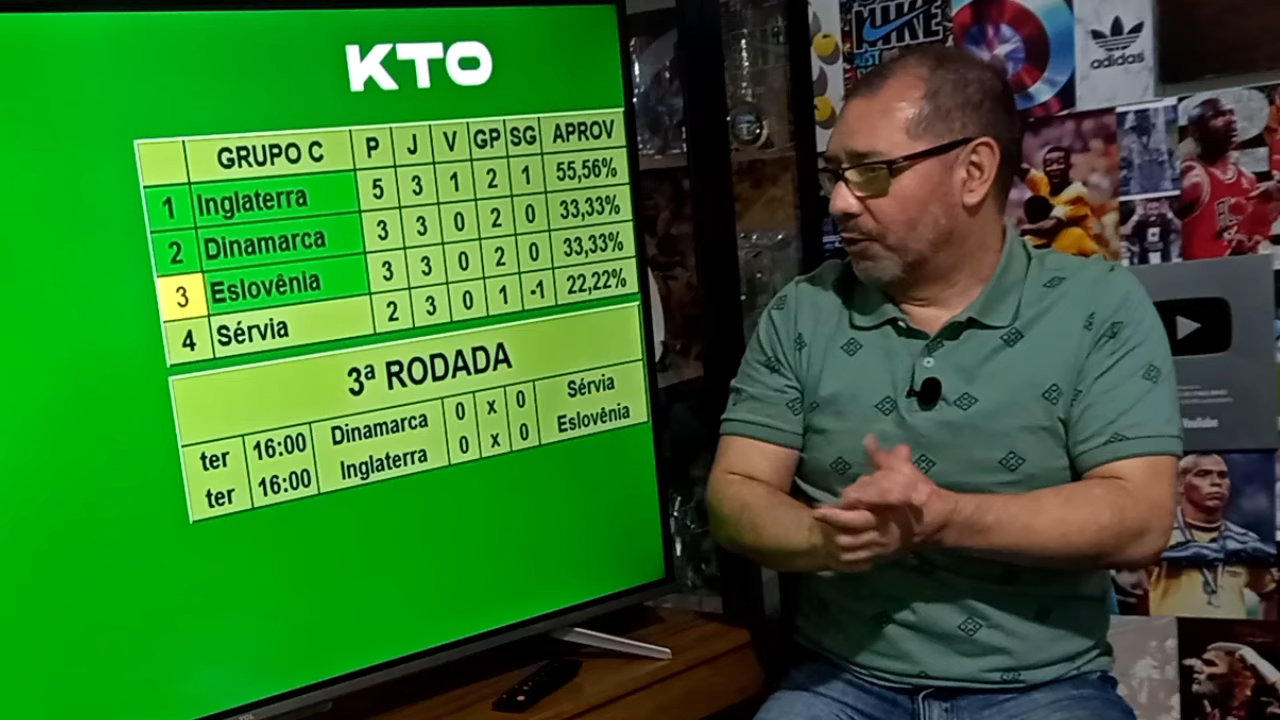 KTO
GRUPO C P J V GP SG APROV
1 Inglaterra 5 3 1 2 1 55,56%
2 Dinamarca 3 3 0 2 0 33,33%
3 Eslovênia 3 3 0 2 0 33,33%
4 Sérvia 2 3 0 1 -1 22,22%
3ª RODADA
ter 16:00 Dinamarca 0 x 0 Sérvia
ter 16:00 Inglaterra 0 x 0 Eslovênia
NIKE
JUST
adidas
YouTube